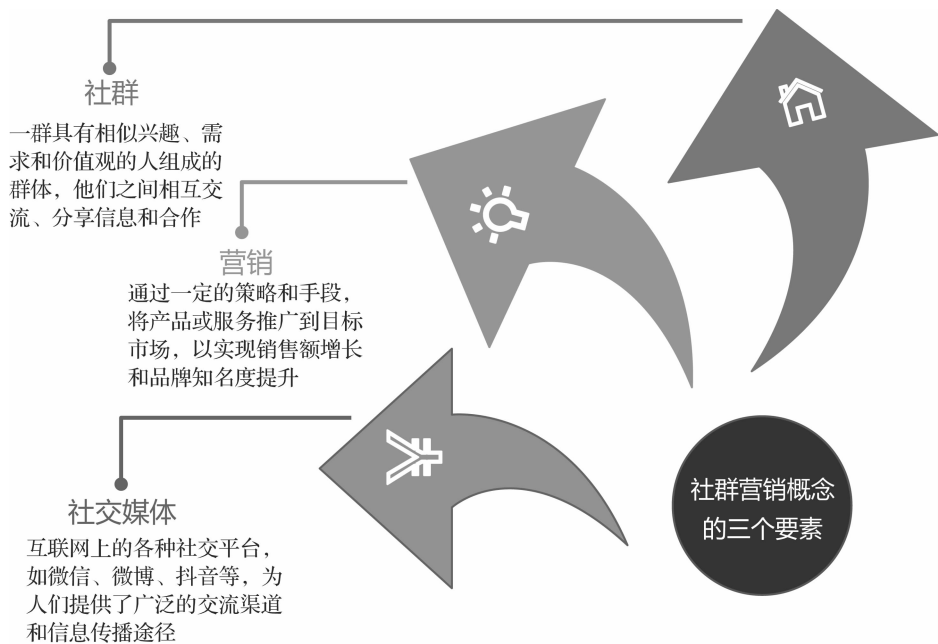 社群
一群具有相似兴趣、需
求和价值观的人组成的
群体，他们之间相互交
流、分享信息和合作
营销
通过一定的策略和手段，
将产品或服务推广到目标
市场，以实现销售额增长
和品牌知名度提升
社交媒体
互联网上的各种社交平台，
如微信、微博、抖音等，为
人们提供了广泛的交流渠道
和信息传播途径
社群营销概念
的三个要素